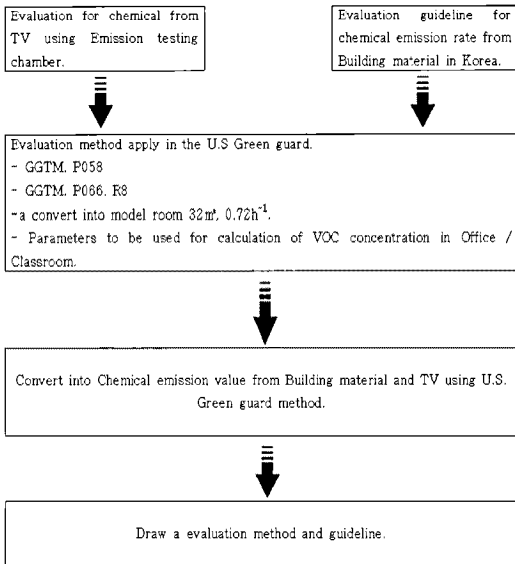 Evaluation for chemical from
TV using Emission testing
chamber.
Evaluation guideline for
chemical emission rate from
Building material in Korea.
Evaluation method apply in the U.S Green guard.
- GGTM. P058
- GGTM. P066. R8
-a convert into model room 32m³, 0.72h⁻¹.
- Parameters to be used for calculation of VOC concentration in Office /
Classroom.
Convert into Chemical emission value from Building material and TV using U.S.
Green guard method.
Draw a evaluation method and guideline.